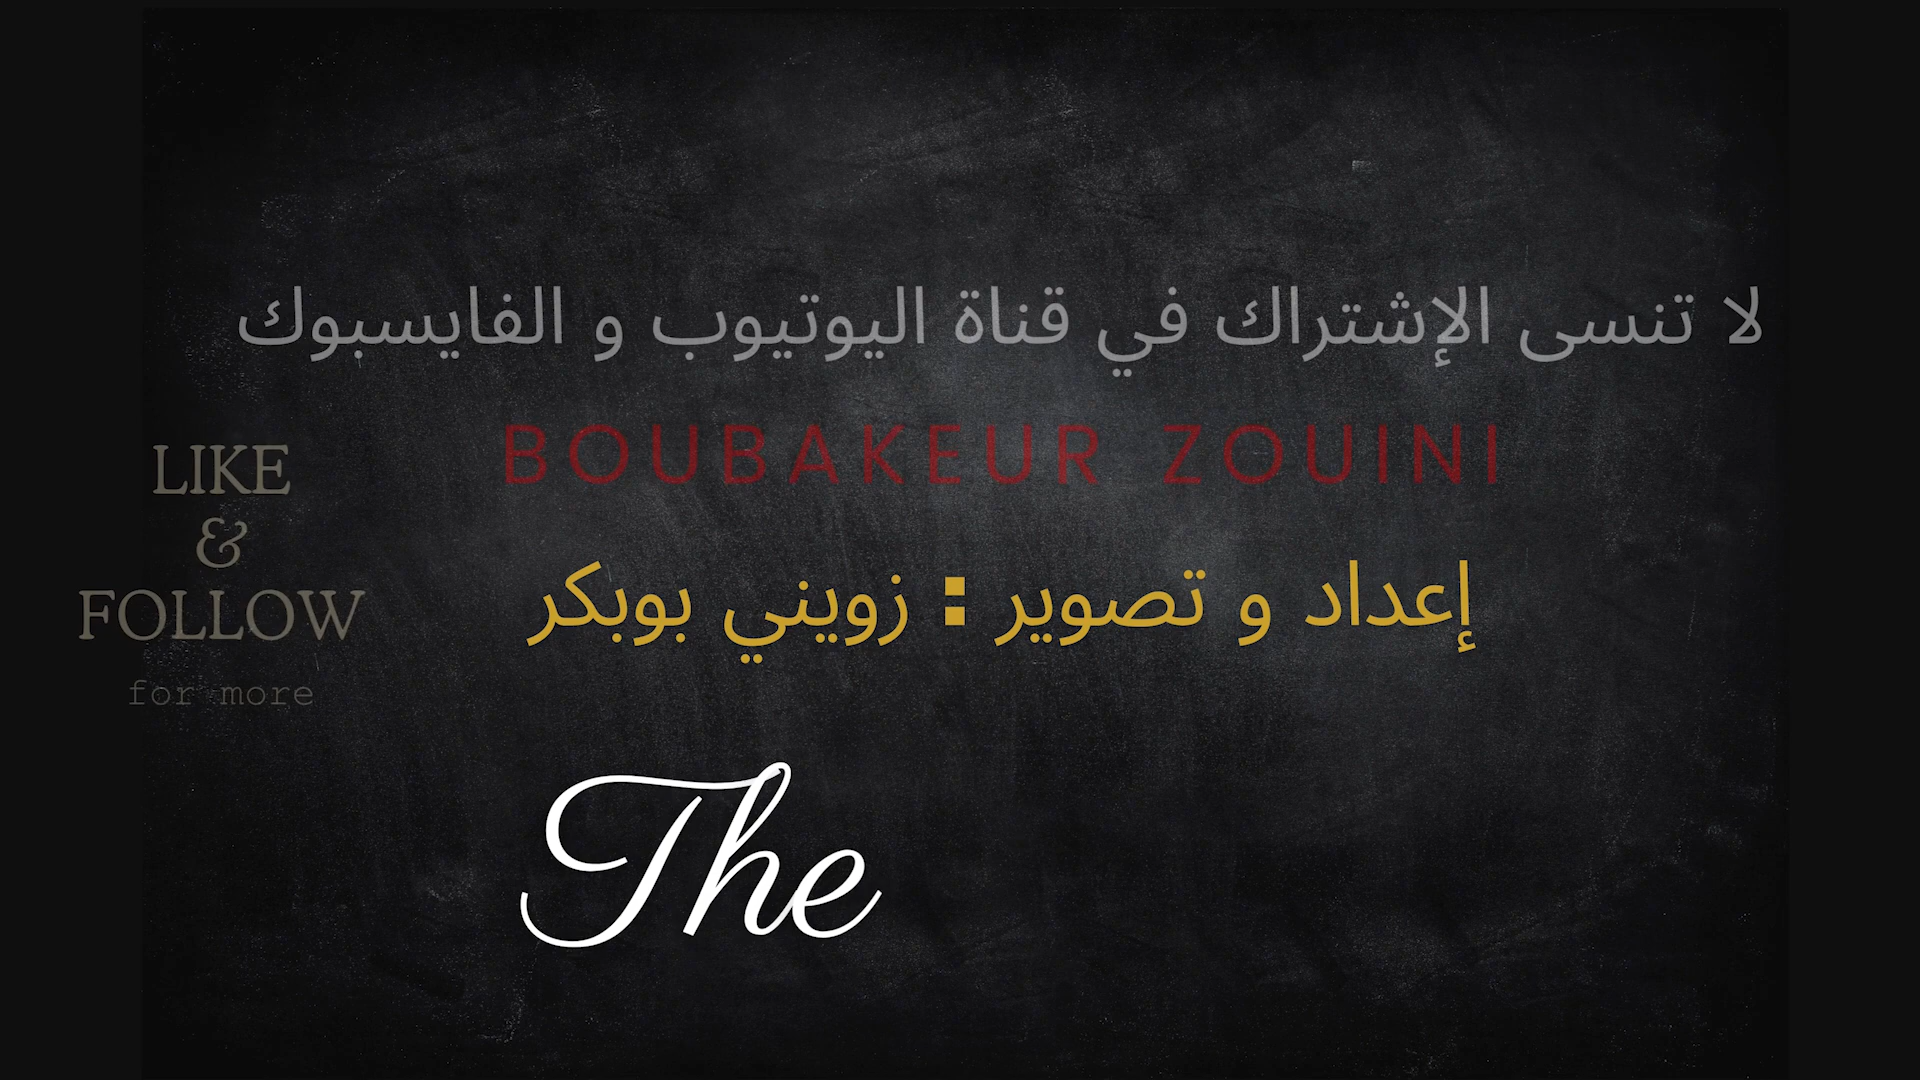 لا تنسى الإشتراك في قناة اليوتيوب و الفايسبوك
BOUBAKEUR ZOUINI
إعداد و تصوير : زويني بوبكر
LIKE
&
FOLLOW
for more
The